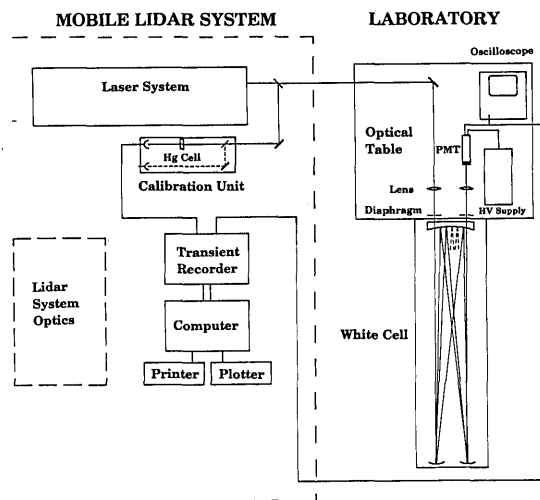 MOBILE LIDAR SYSTEM
LABORATORY
Oscilloscope
Laser System
Optical
Table
PMT
Hg Cell
Calibration Unit
Lens
Diaphragm
HV Supply
Transient
Recorder
Lidar
System
Optics
Computer
White Cell
Printer
Plotter